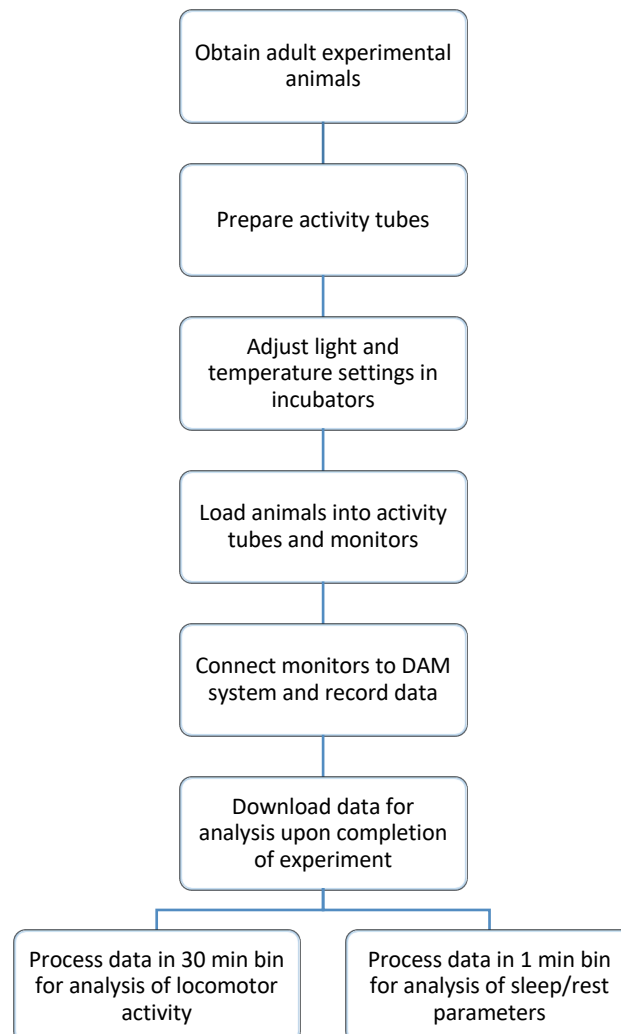 Obtain adult experimental
animals
Prepare activity tubes
Adjust light and
temperature settings in
incubators
Load animals into activity
tubes and monitors
Connect monitors to DAM
system and record data
Download data for
analysis upon completion
of experiment
Process data in 30 min bin
for analysis of locomotor
activity
Process data in 1 min bin
for analysis of sleep/rest
parameters